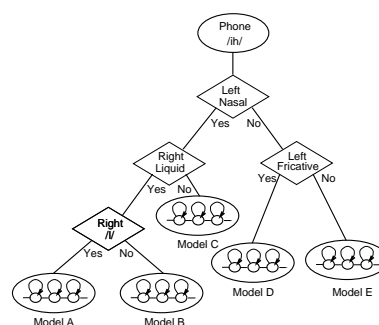 Phone
/ih/
Left
Nasal
Yes
No
Right
Liquid
Left
Fricative
Yes
No
Yes
No
Right
/l/
Model C
Yes
No
Model D
Model E
Model A
Model B